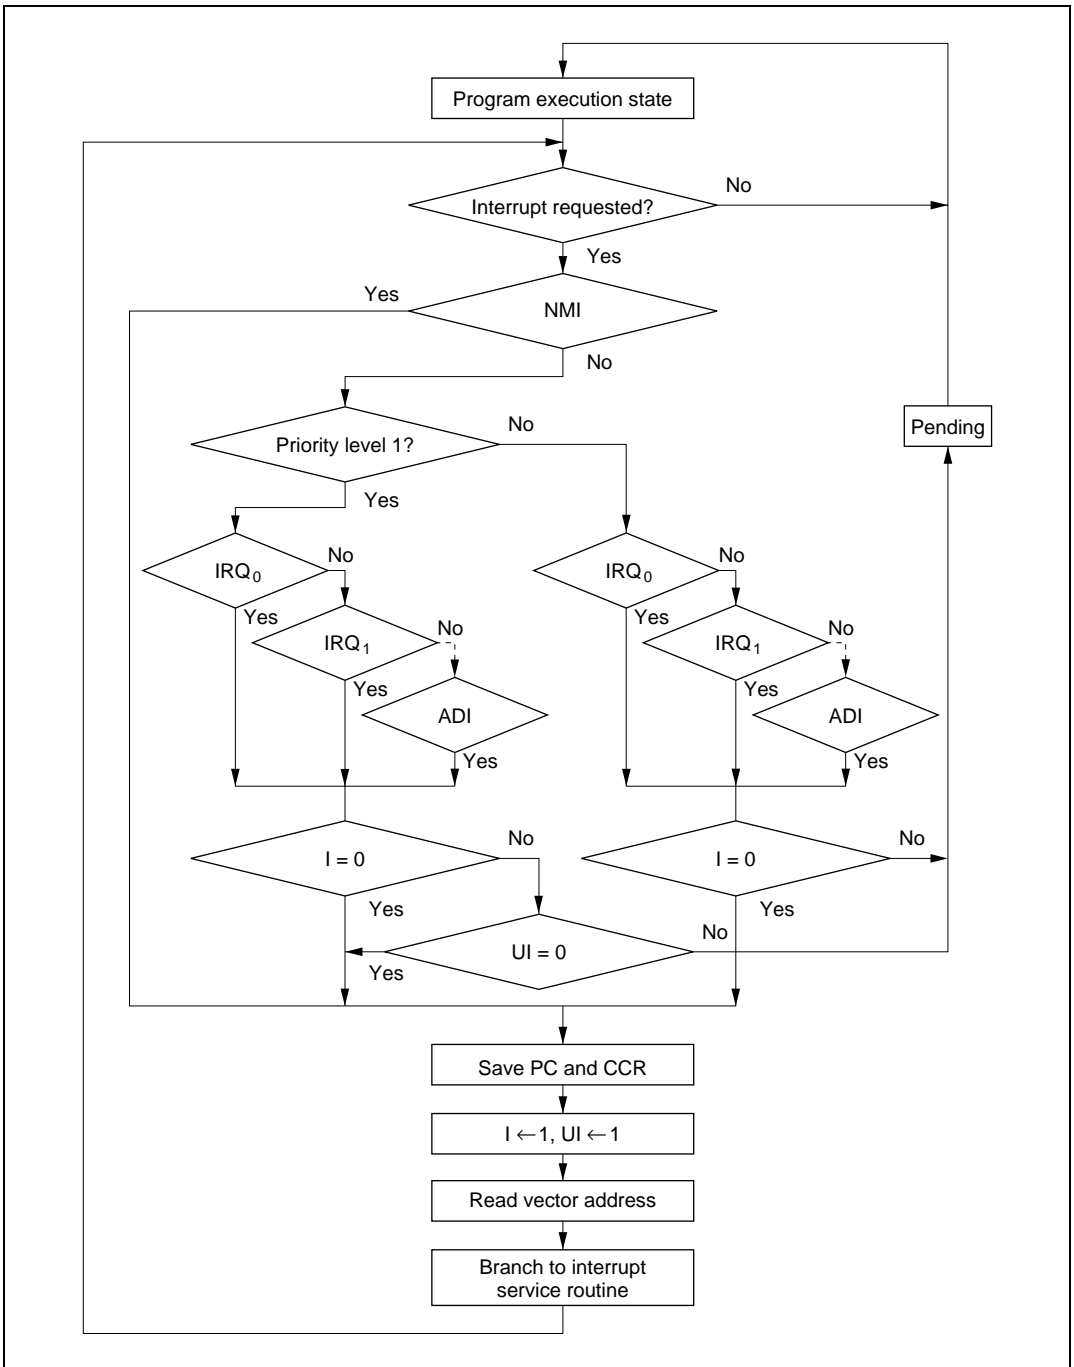 Program execution state
Interrupt requested?
No
Yes
Yes
NMI
No
Priority level 1?
No
Pending
Yes
IRQ0
No
IRQ0
No
Yes
IRQ1
No
Yes
IRQ1
No
Yes
ADI
Yes
ADI
Yes
Yes
I = 0
No
I = 0
No
Yes
Yes
UI = 0
No
Yes
Save PC and CCR
I ←1, UI ←1
Read vector address
Branch to interrupt
service routine